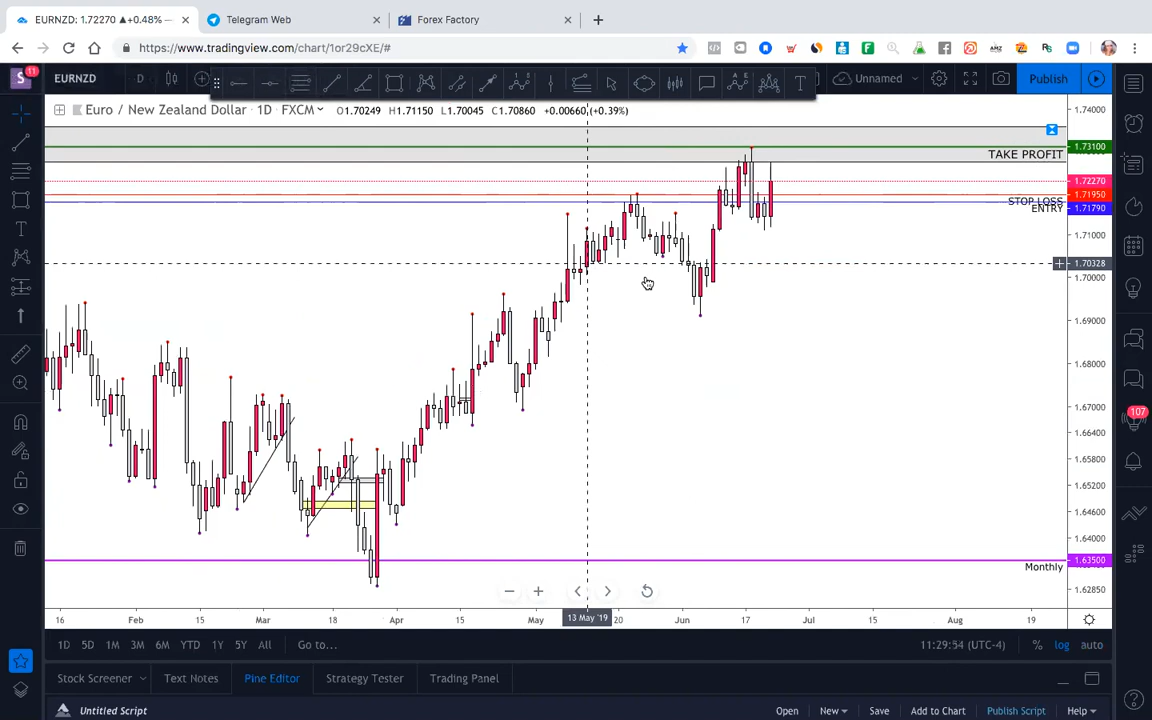 EURNZD: 1.72270 ▲+0.48% —
Telegram Web
Forex Factory
https://www.tradingview.com/chart/1or29cXE/#
11
EURNZD
D
Unnamed
Publish
Euro / New Zealand Dollar · 1D · FXCM
O1.70249 H1.71150 L1.70045 C1.70860 +0.00660 (+0.39%)
1.74000
1.73100
TAKE PROFIT
1.72270
1.71950
STOP LOSS
ENTRY
1.71790
1.71000
1.70328
1.70000
1.69000
1.68000
1.67000
1.66400
1.65800
1.65200
1.64600
1.64000
1.63500
Monthly
1.62850
107
16 Feb 15 Mar 18 Apr 15 May 13 May '19 20 Jun 17 Jul 15 Aug 19
1D 5D 1M 3M 6M YTD 1Y 5Y All Go to...
11:29:54 (UTC-4) % log auto
Stock Screener Text Notes Pine Editor Strategy Tester Trading Panel
Untitled Script
Open New Save Add to Chart Publish Script Help